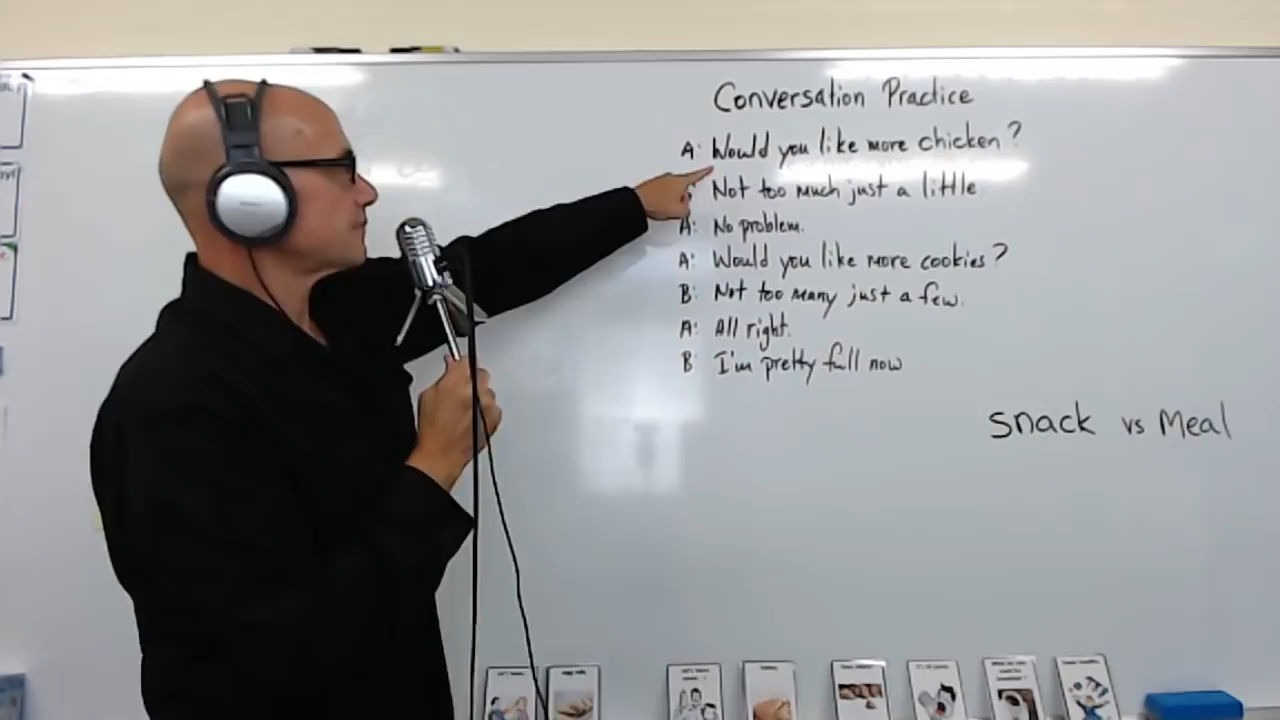 Conversation Practice
A: Would you like more chicken?
Not too much just a little
A: No problem.
A: Would you like more cookies?
B: Not too many just a few.
A: All right.
B: I'm pretty full now
snack vs Meal